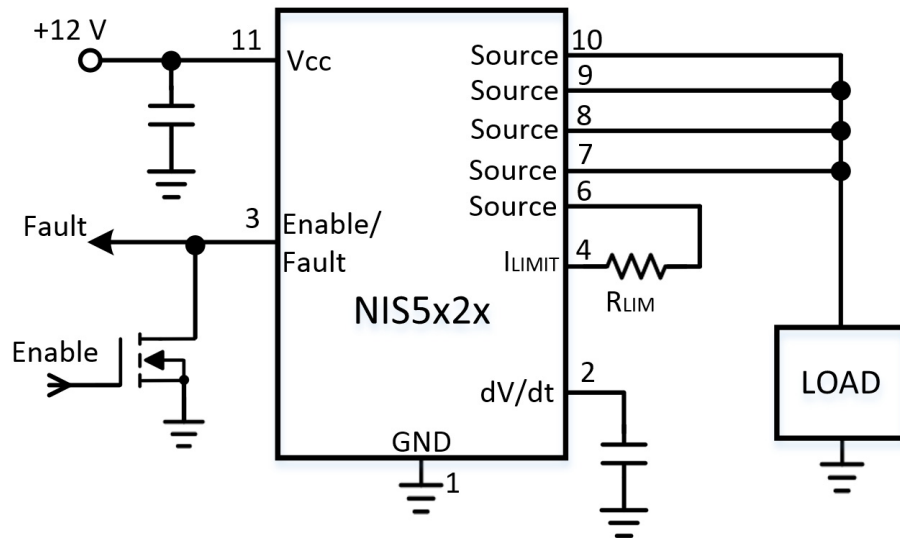 +12 V
11
Vcc
Source
10
Source
9
Source
8
Source
7
Source
6
Fault
3
Enable/
Fault
ILIMIT
4
RLIM
NIS5x2x
Enable
dV/dt
2
LOAD
GND
1